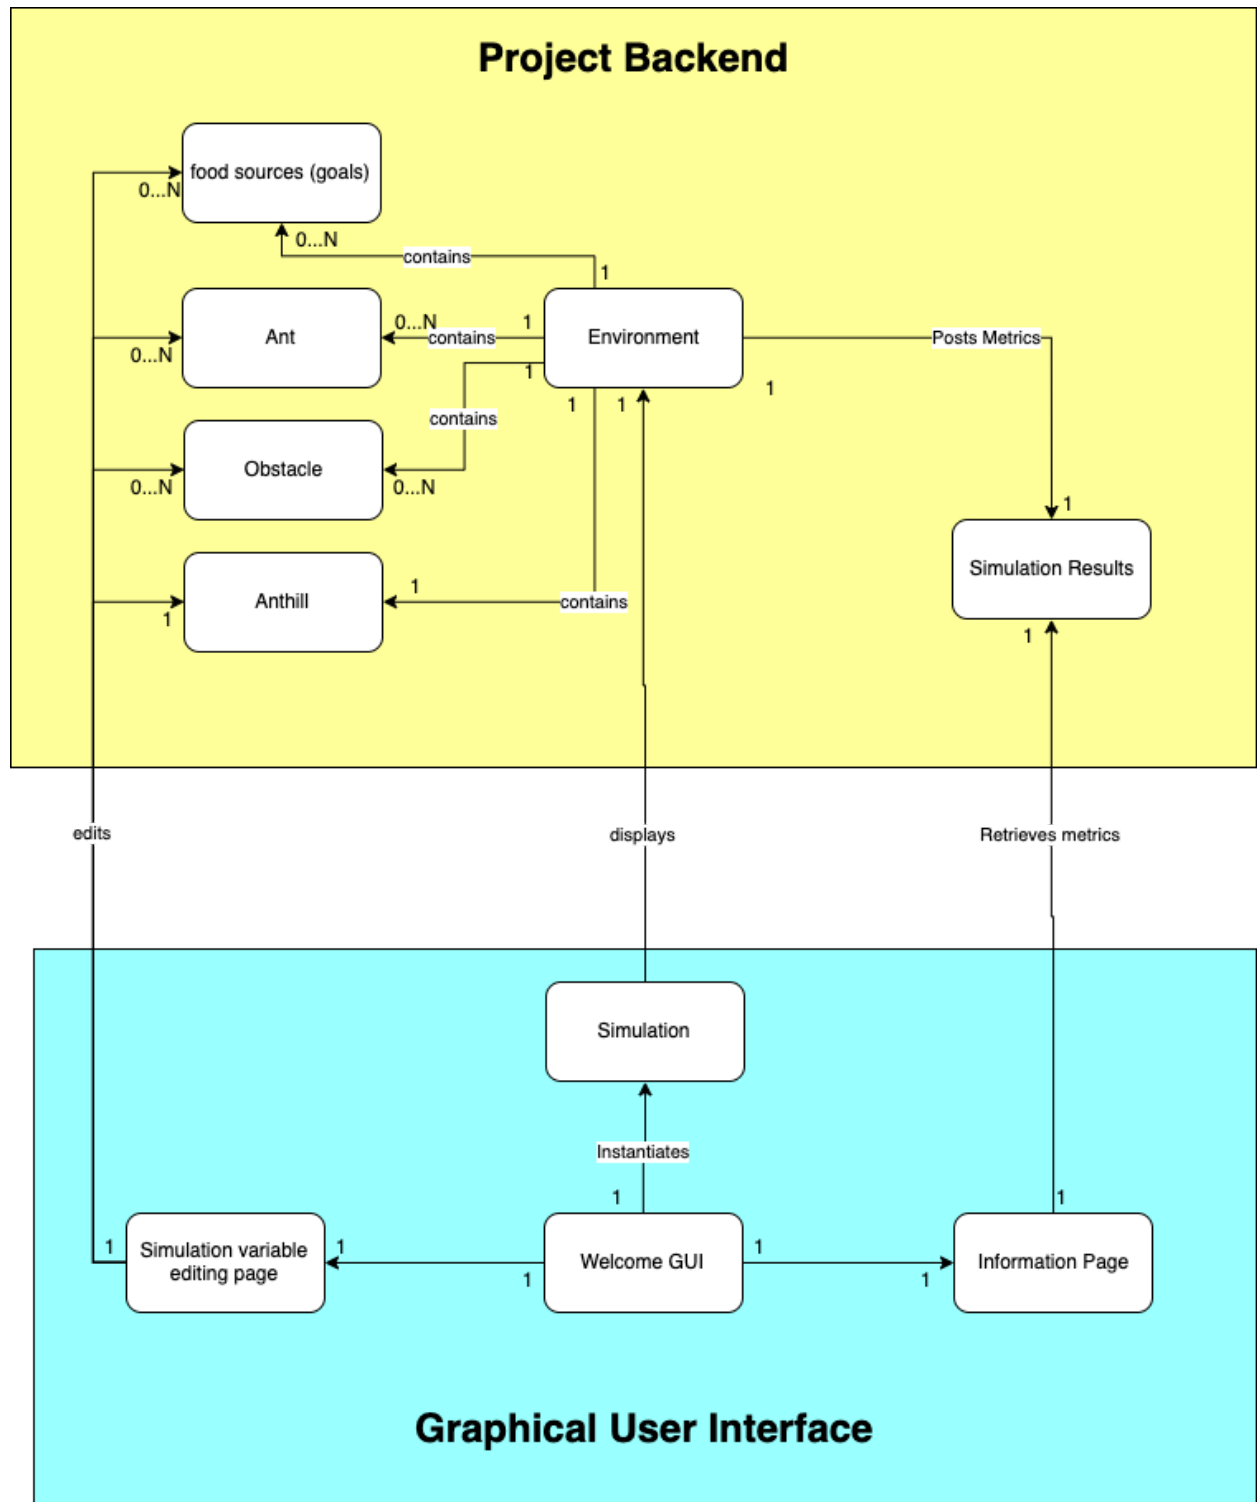 Project Backend
food sources (goals)
0...N
0...N
contains
1
Ant
0...N
0...N
contains
1
Environment
Posts Metrics
1
1
contains
1
1
1
Obstacle
0...N
0...N
Simulation Results
1
Anthill
1
1
contains
edits
displays
Retrieves metrics
Simulation
Instantiates
1
1
1
Simulation variable
editing page
1
1
Welcome GUI
1
1
Information Page
Graphical User Interface